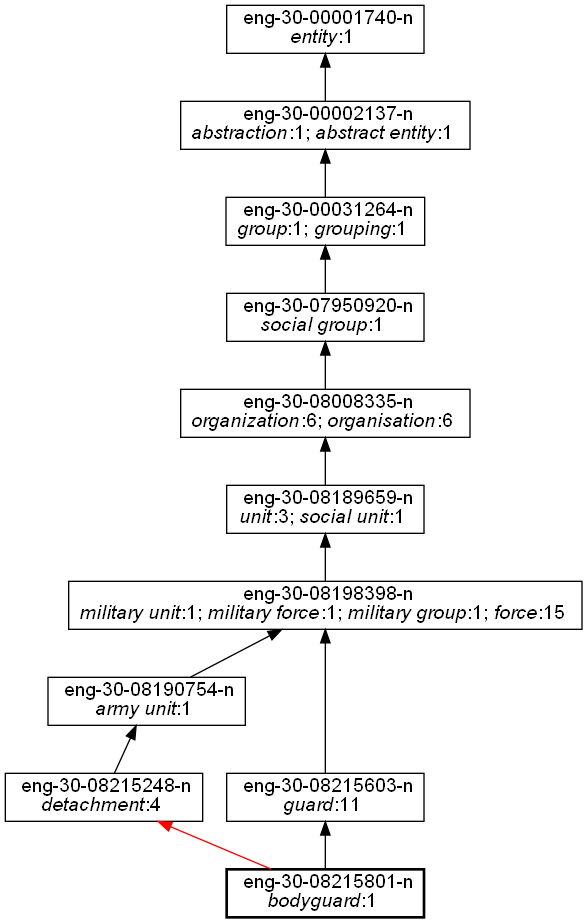 eng-30-00001740-n
entity:1
eng-30-00002137-n
abstraction:1; abstract entity:1
eng-30-00031264-n
group:1; grouping:1
eng-30-07950920-n
social group:1
eng-30-08008335-n
organization:6; organisation:6
eng-30-08189659-n
unit:3; social unit:1
eng-30-08198398-n
military unit:1; military force:1; military group:1; force:15
eng-30-08190754-n
army unit:1
eng-30-08215248-n
detachment:4
eng-30-08215603-n
guard:11
eng-30-08215801-n
bodyguard:1